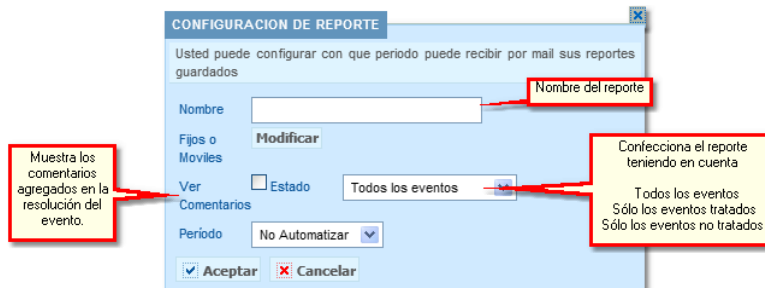 CONFIGURACION DE REPORTE
Usted puede configurar con que periodo puede recibir por mail sus reportes
guardados
Nombre
Nombre del reporte
Fijos o
Moviles
Modificar
Muestra los
comentarios
agregados en la
resolución del
evento.
Ver
Comentarios
Estado
Todos los eventos
Confecciona el reporte
teniendo en cuenta
Todos los eventos
Sólo los eventos tratados
Sólo los eventos no tratados
Período
No Automatizar
Aceptar
Cancelar